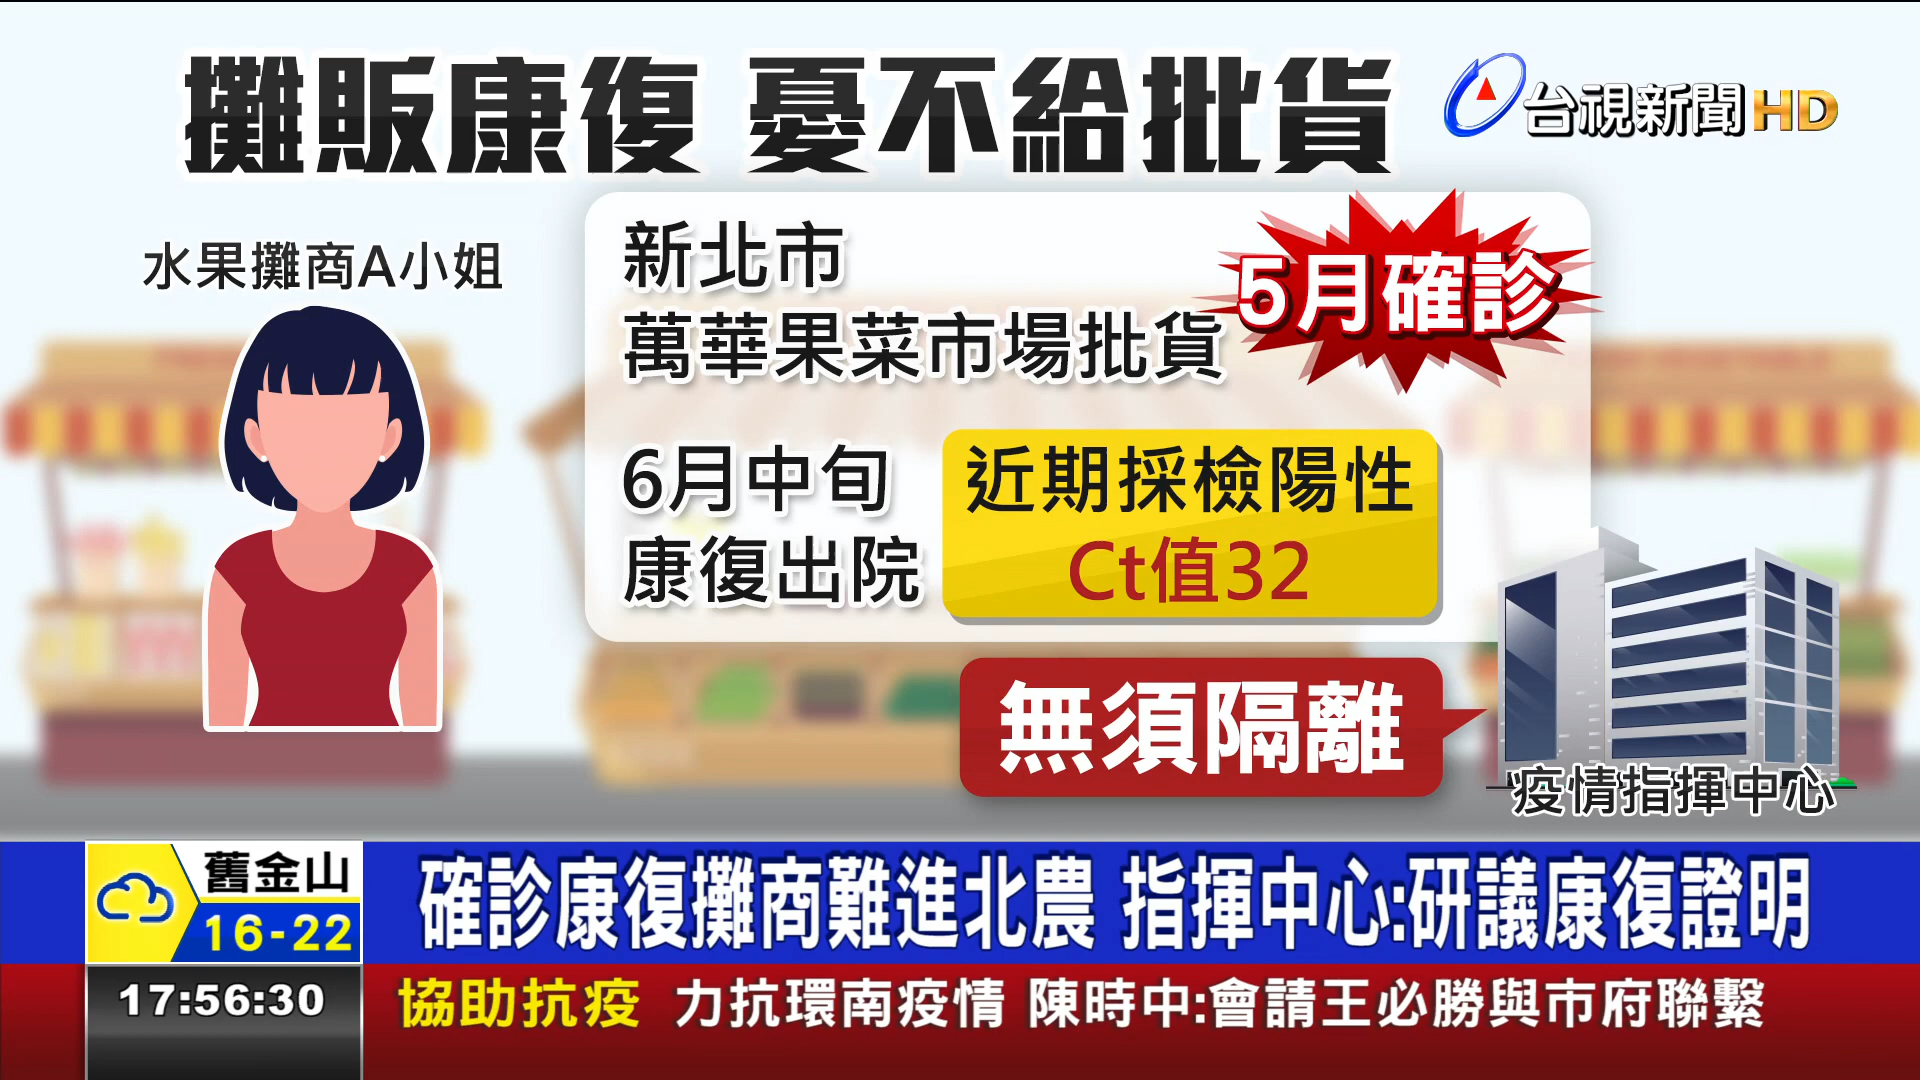 攤販康復 憂不給批貨
台視新聞HD
水果攤商A小姐
新北市
萬華果菜市場批貨
5月確診
6月中旬
康復出院
近期採檢陽性
Ct值32
無須隔離
疫情指揮中心
舊金山
16-22
確診康復攤商難進北農 指揮中心:研議康復證明
17:56:30
協助抗疫 力抗環南疫情 陳時中:會請王必勝與市府聯繫